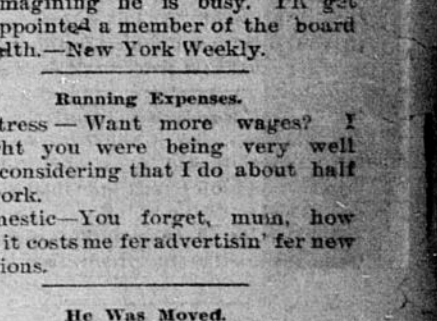 magining he is busy. I'll get
ppointed a member of the board
lth.—New York Weekly.
Running Expenses.
tress — Want more wages? I
ht you were being very well
considering that I do about half
ork.
nestic—You forget, mum, how
it costs me fer advertisin' fer new
ions.
He Was Moved.